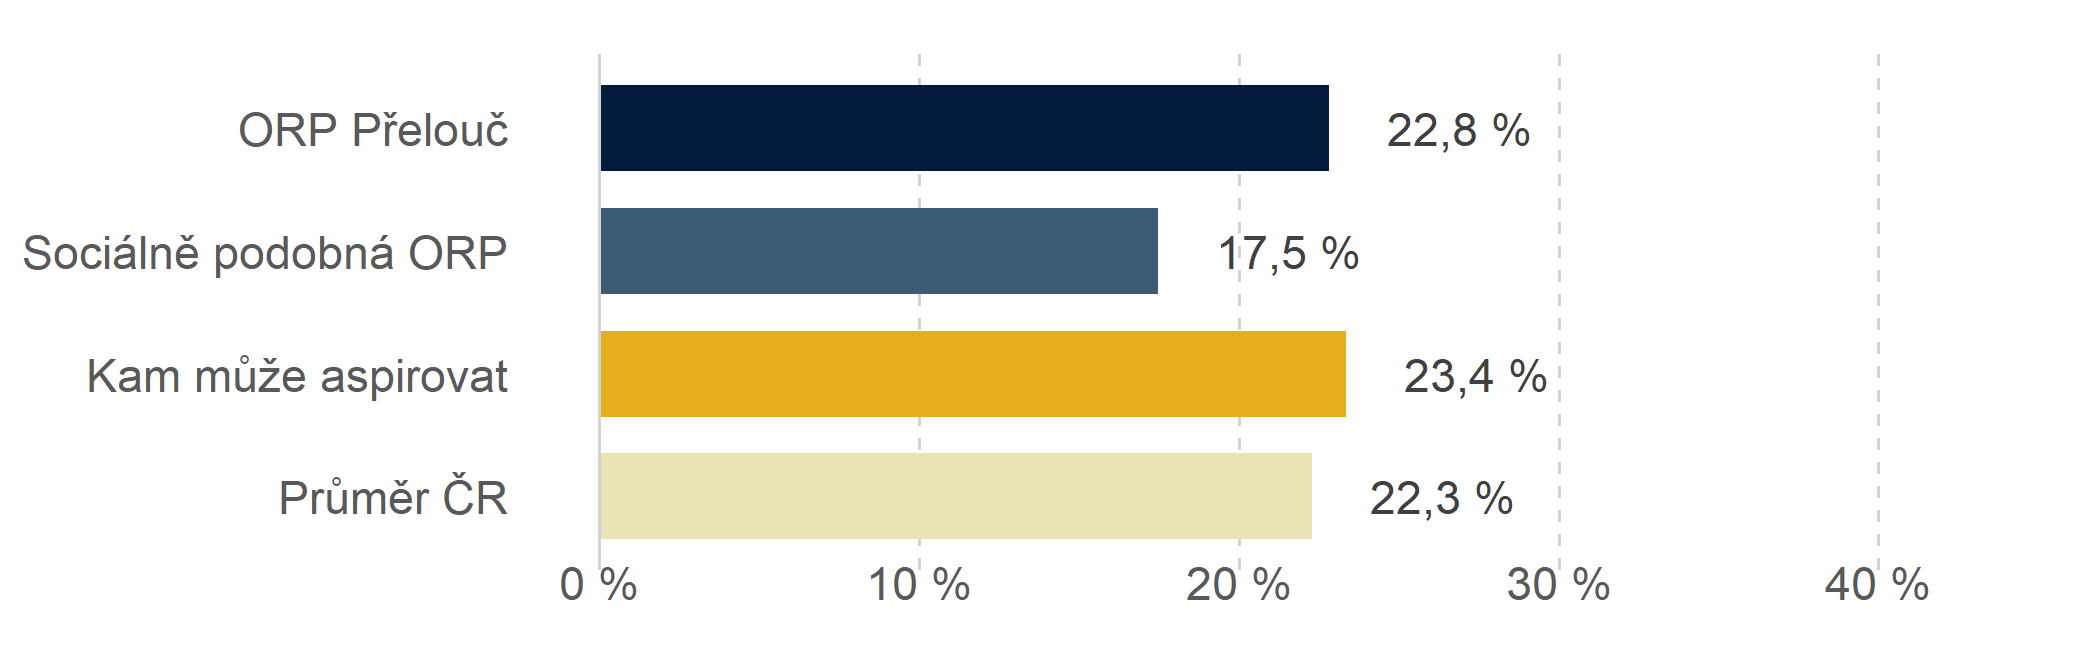 ORP Přelouč 22,8 %
Sociálně podobná ORP 17,5 %
Kam může aspirovat 23,4 %
Průměr ČR 22,3 %
0 % 10 % 20 % 30 % 40 %